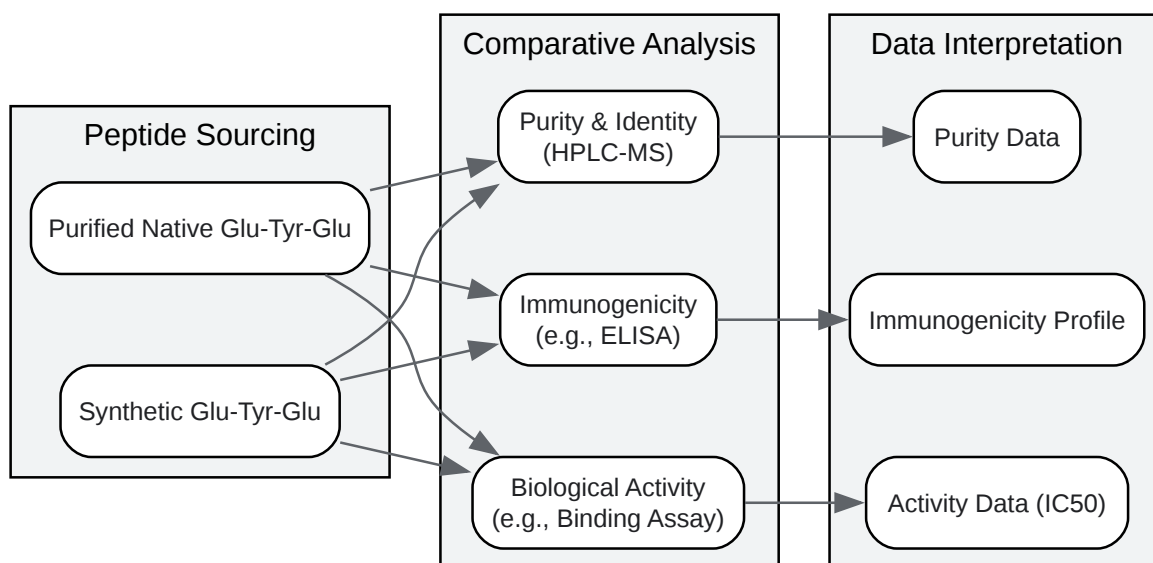 Peptide Sourcing
Purified Native Glu-Tyr-Glu
Synthetic Glu-Tyr-Glu
Comparative Analysis
Purity & Identity
(HPLC-MS)
Immunogenicity
(e.g., ELISA)
Biological Activity
(e.g., Binding Assay)
Data Interpretation
Purity Data
Immunogenicity Profile
Activity Data (IC50)